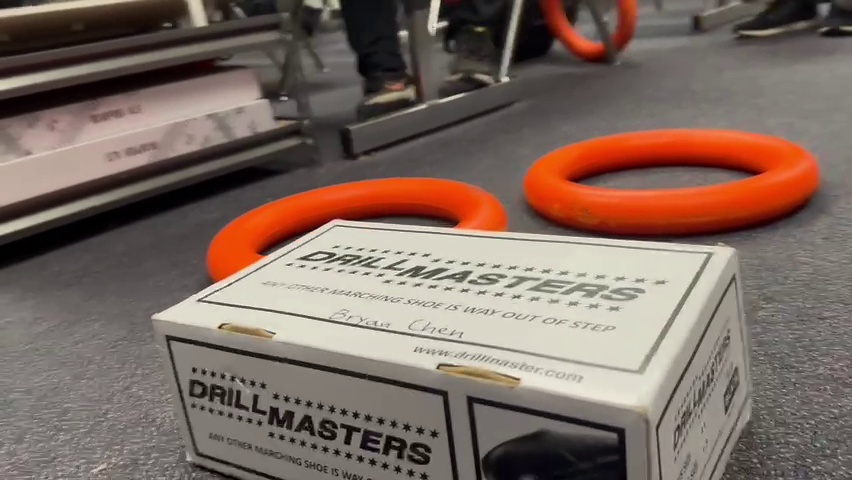 DRILLMASTERS
ANY OTHER MARCHING SHOE IS WAY OUT OF STEP
Bryan Chen
www.drillmaster.com
DRILLMASTERS
ANY OTHER MARCHING SHOE IS WAY
DRILLMASTERS